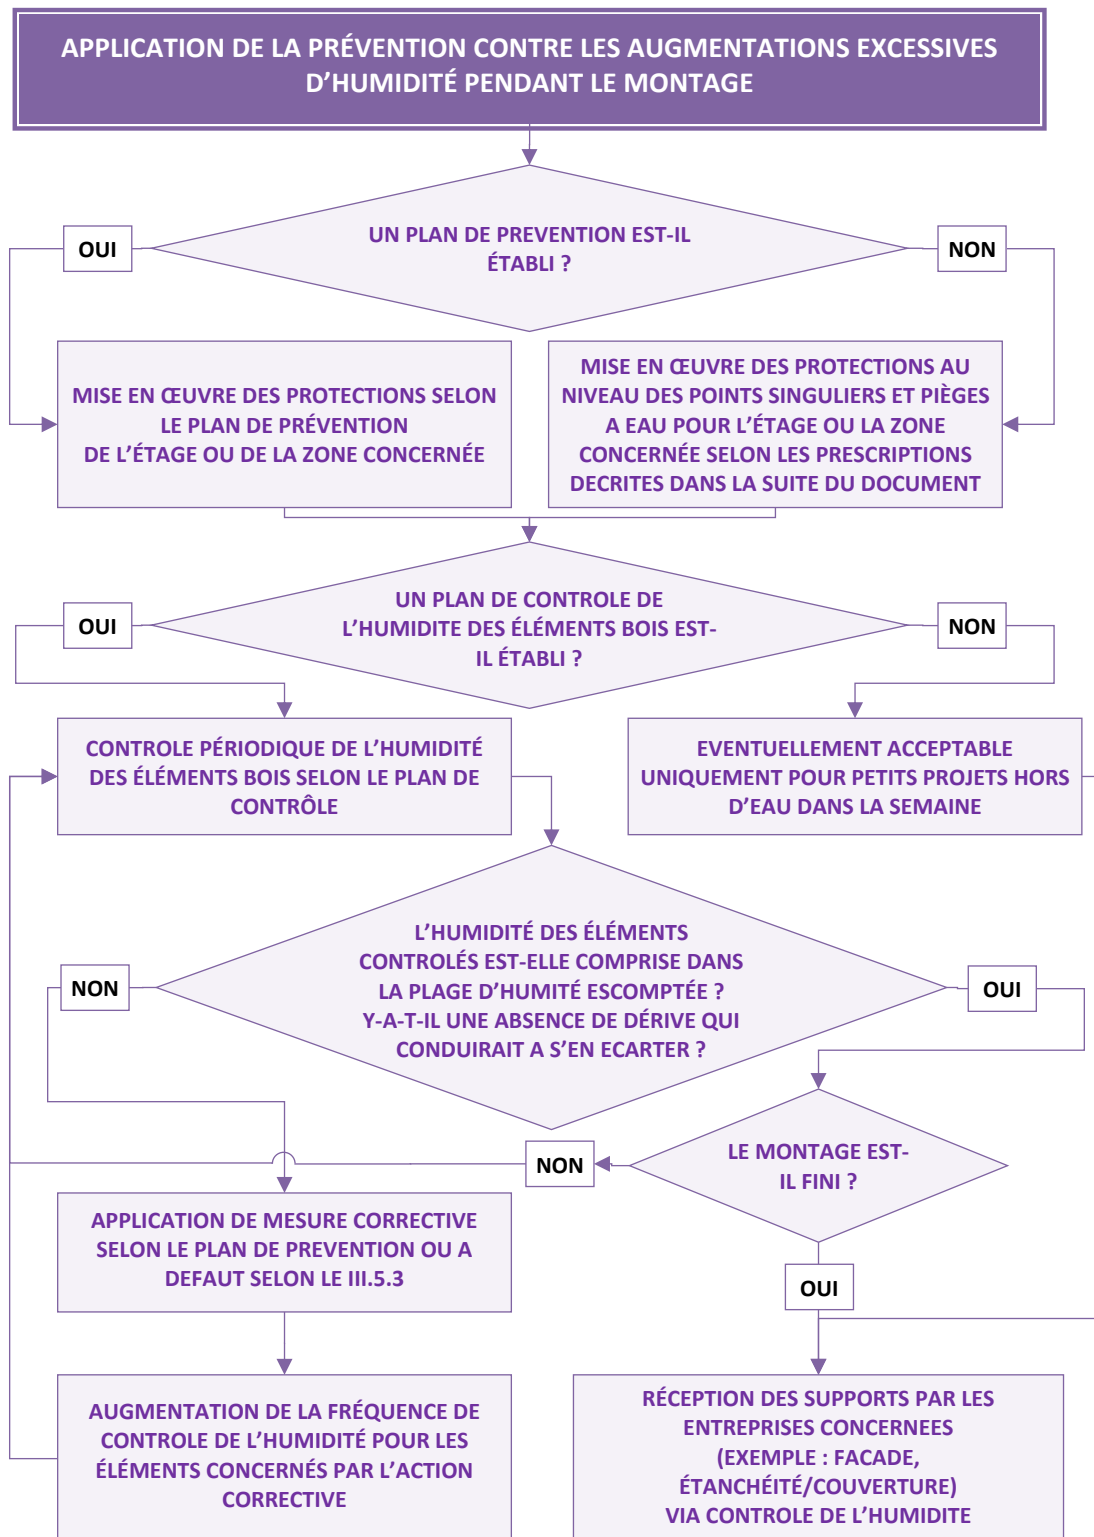 APPLICATION DE LA PRÉVENTION CONTRE LES AUGMENTATIONS EXCESSIVES
D’HUMIDITÉ PENDANT LE MONTAGE
UN PLAN DE PREVENTION EST-IL
ÉTABLI ?
OUI
NON
MISE EN ŒUVRE DES PROTECTIONS SELON
LE PLAN DE PRÉVENTION
DE L’ÉTAGE OU DE LA ZONE CONCERNÉE
MISE EN ŒUVRE DES PROTECTIONS AU
NIVEAU DES POINTS SINGULIERS ET PIÈGES
A EAU POUR L’ÉTAGE OU LA ZONE
CONCERNÉE SELON LES PRESCRIPTIONS
DECRITES DANS LA SUITE DU DOCUMENT
UN PLAN DE CONTROLE DE
L’HUMIDITE DES ÉLÉMENTS BOIS EST-
IL ÉTABLI ?
OUI
NON
CONTROLE PÉRIODIQUE DE L’HUMIDITÉ
DES ÉLÉMENTS BOIS SELON LE PLAN DE
CONTRÔLE
EVENTUELLEMENT ACCEPTABLE
UNIQUEMENT POUR PETITS PROJETS HORS
D’EAU DANS LA SEMAINE
L’HUMIDITÉ DES ÉLÉMENTS
CONTROLÉS EST-ELLE COMPRISE DANS
LA PLAGE D’HUMITÉ ESCOMPTÉE ?
Y-A-T-IL UNE ABSENCE DE DÉRIVE QUI
CONDUIRAIT A S’EN ECARTER ?
NON
OUI
LE MONTAGE EST-
IL FINI ?
NON
OUI
APPLICATION DE MESURE CORRECTIVE
SELON LE PLAN DE PREVENTION OU A
DEFAUT SELON LE III.5.3
AUGMENTATION DE LA FRÉQUENCE DE
CONTROLE DE L’HUMIDITÉ POUR LES
ÉLÉMENTS CONCERNÉS PAR L’ACTION
CORRECTIVE
RÉCEPTION DES SUPPORTS PAR LES
ENTREPRISES CONCERNEES
(EXEMPLE : FACADE,
ÉTANCHÉITÉ/COUVERTURE)
VIA CONTROLE DE L’HUMIDITE